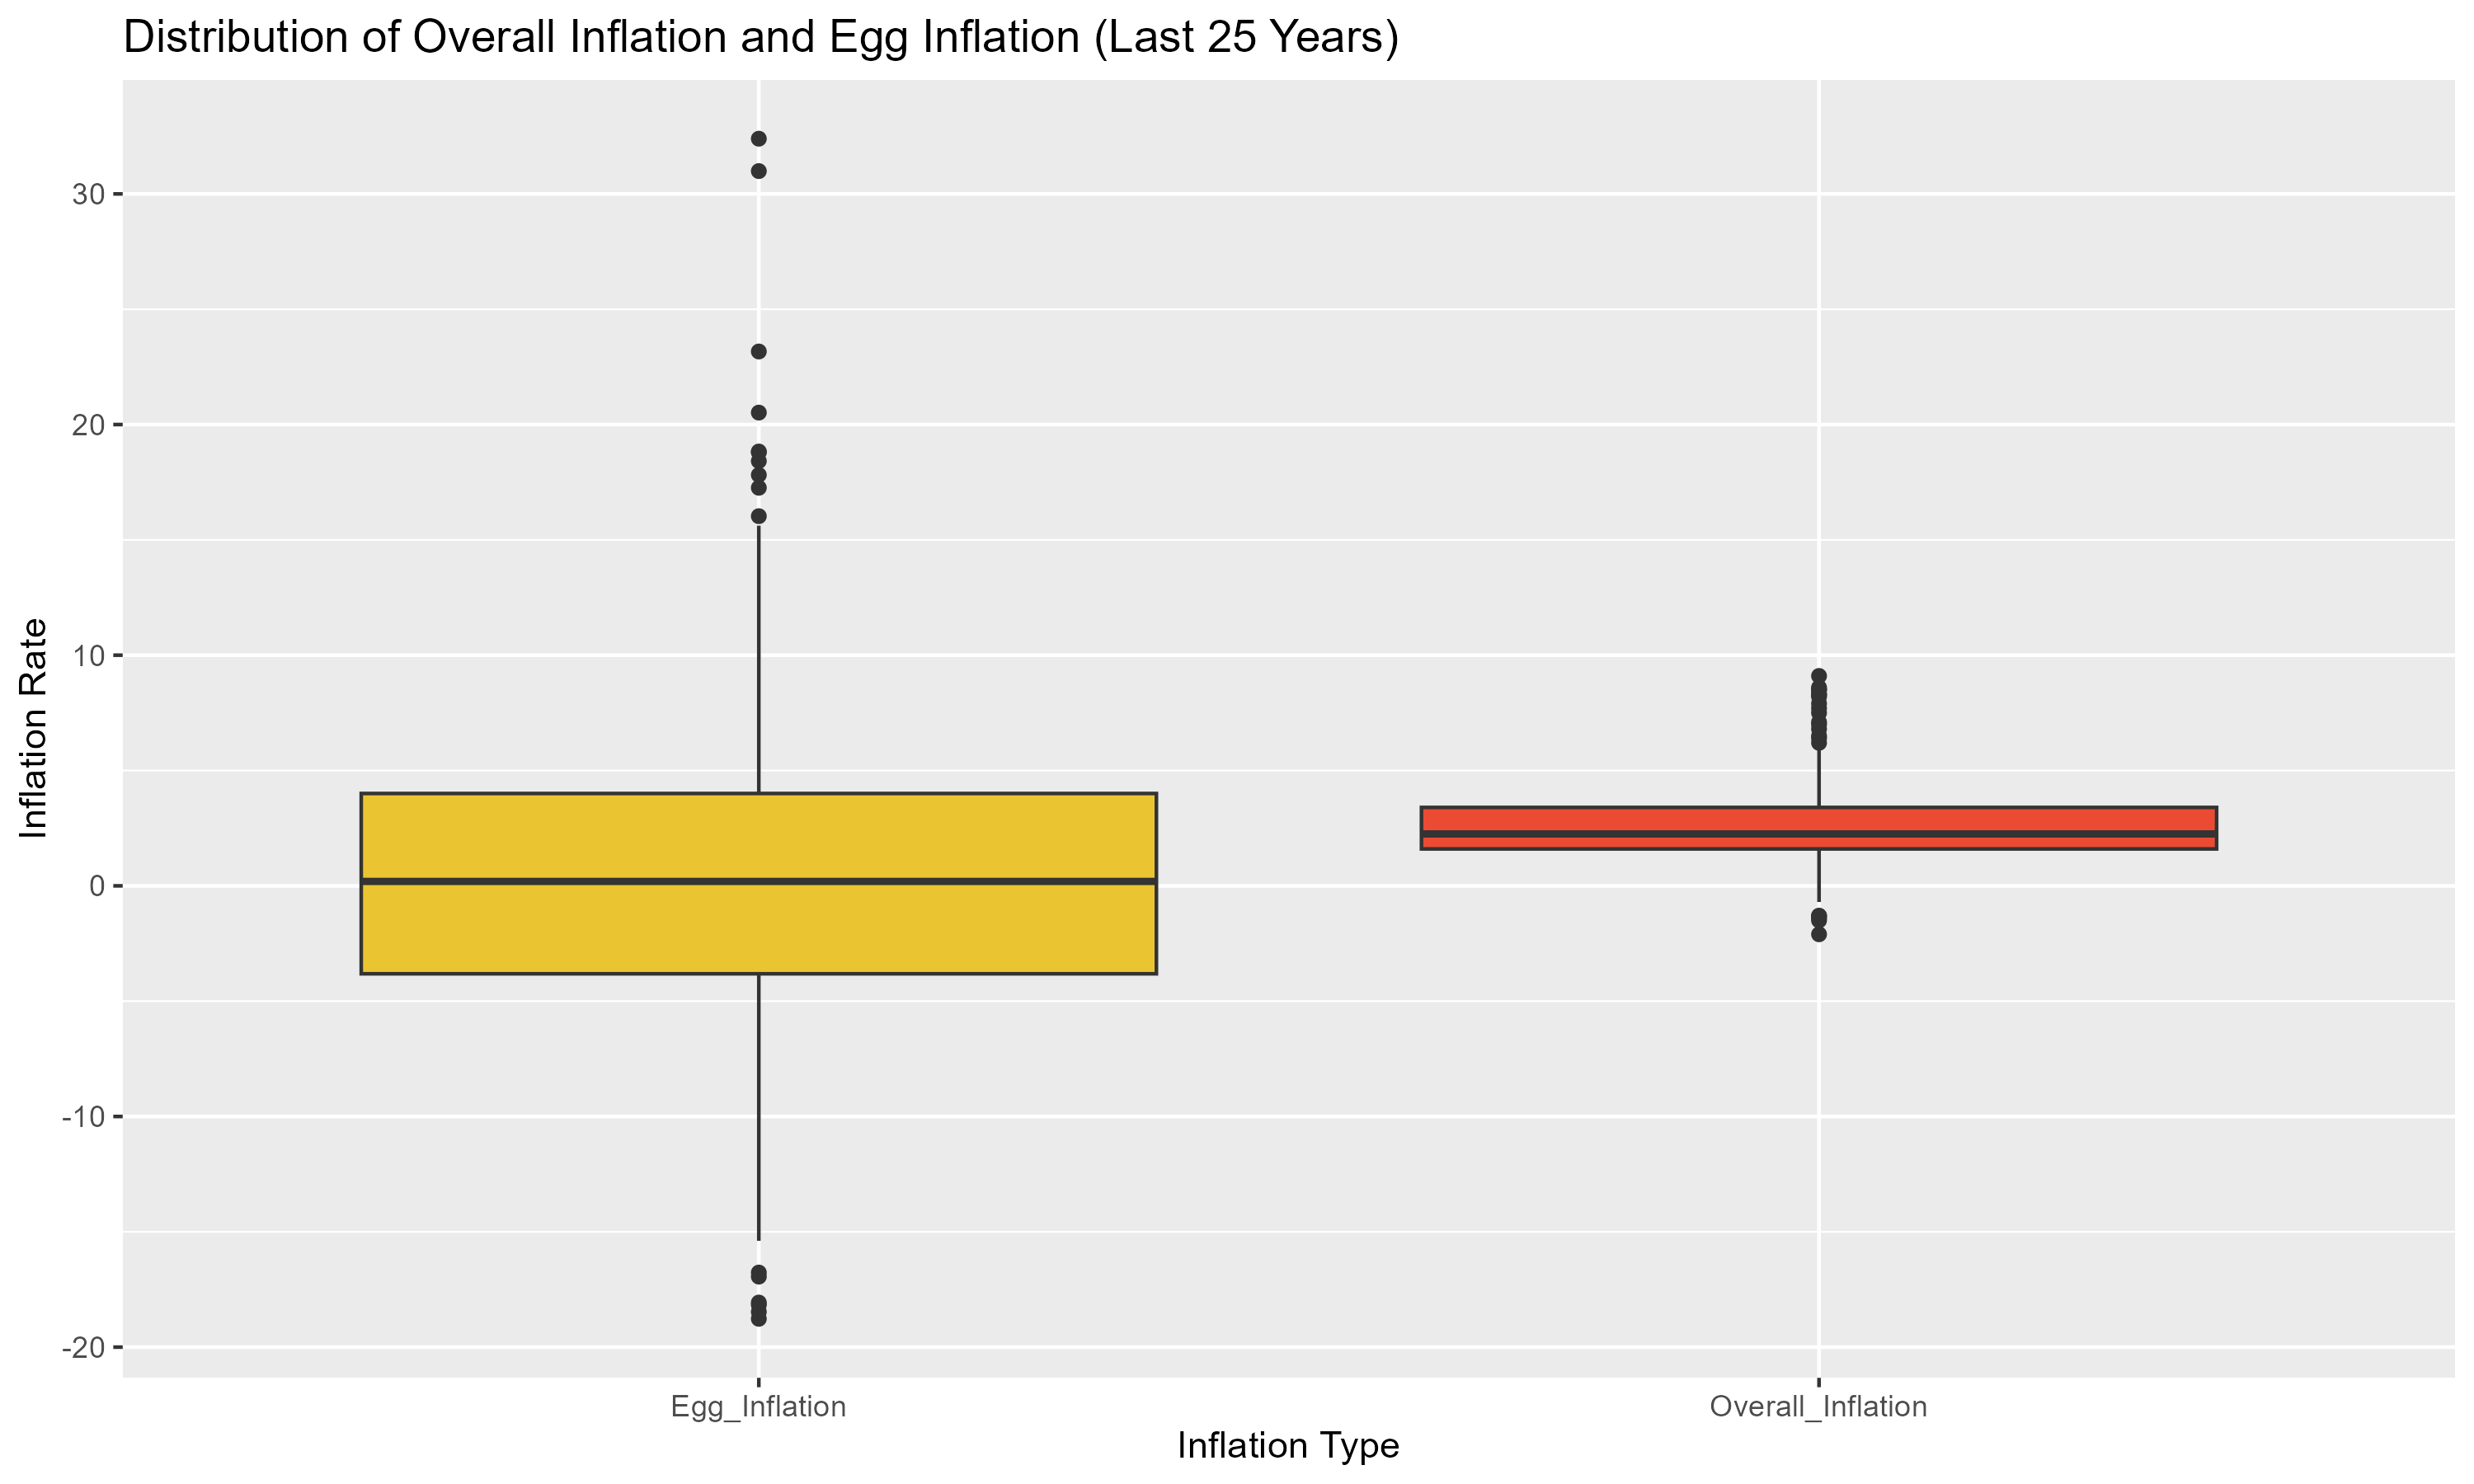 Distribution of Overall Inflation and Egg Inflation (Last 25 Years)
Inflation Rate
30
20
10
0
-10
-20
Egg_Inflation
Overall_Inflation
Inflation Type